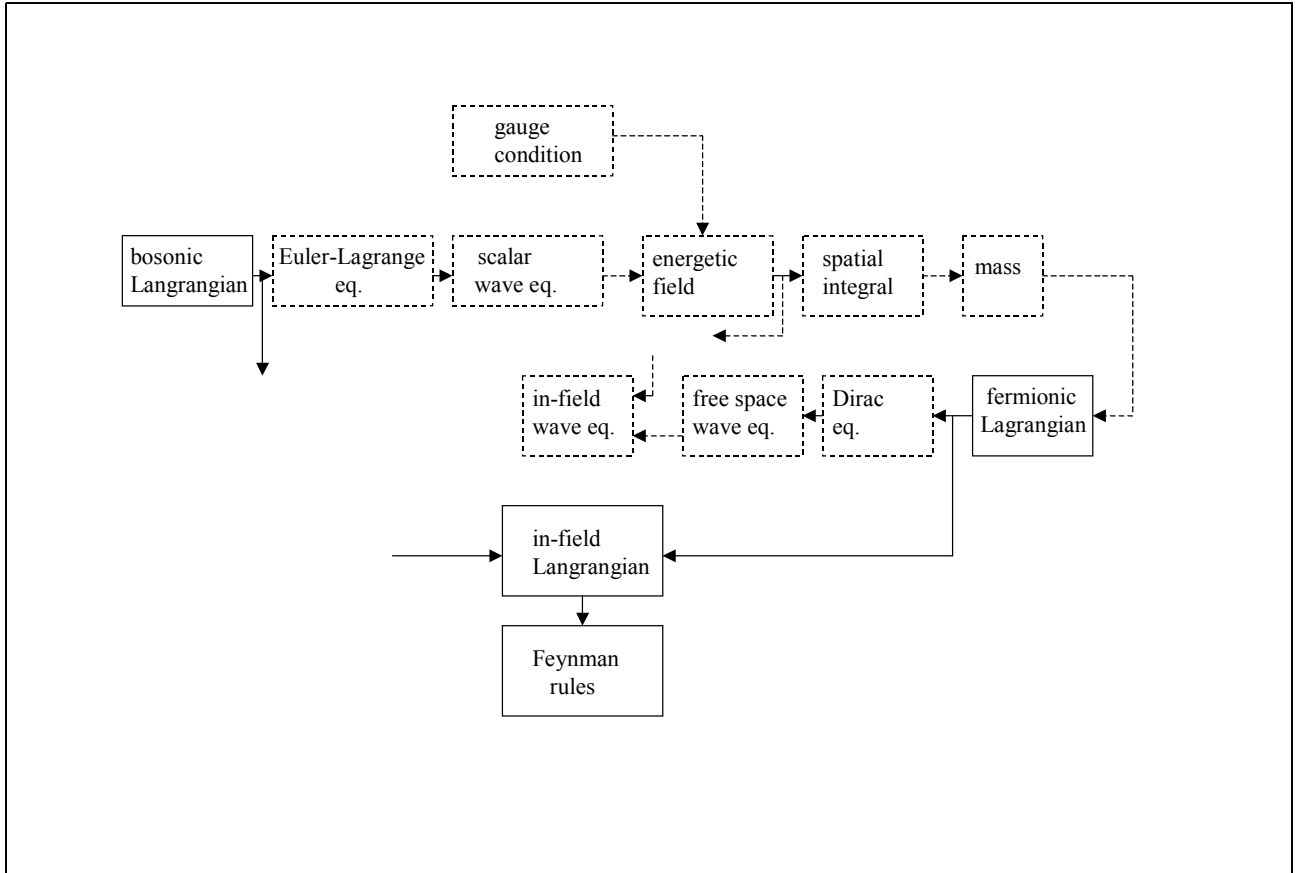 gauge
condition
bosonic
Langrangian
Euler-Lagrange
eq.
scalar
wave eq.
energetic
field
spatial
integral
mass
in-field
wave eq.
free space
wave eq.
Dirac
eq.
fermionic
Lagrangian
in-field
Langrangian
Feynman
rules